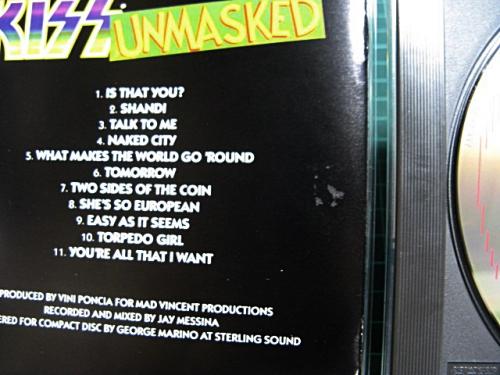 KISS:
UNMASKED
1. IS THAT YOU?
2. SHANDI
3. TALK TO ME
4. NAKED CITY
5. WHAT MAKES THE WORLD GO 'ROUND
6. TOMORROW
7. TWO SIDES OF THE COIN
8. SHE'S SO EUROPEAN
9. EASY AS IT SEEMS
10. TORPEDO GIRL
11. YOU'RE ALL THAT I WANT
PRODUCED BY VINI PONCIA FOR MAD VINCENT PRODUCTIONS
RECORDED AND MIXED BY JAY MESSINA
ERED FOR COMPACT DISC BY GEORGE MARINO AT STERLING SOUND